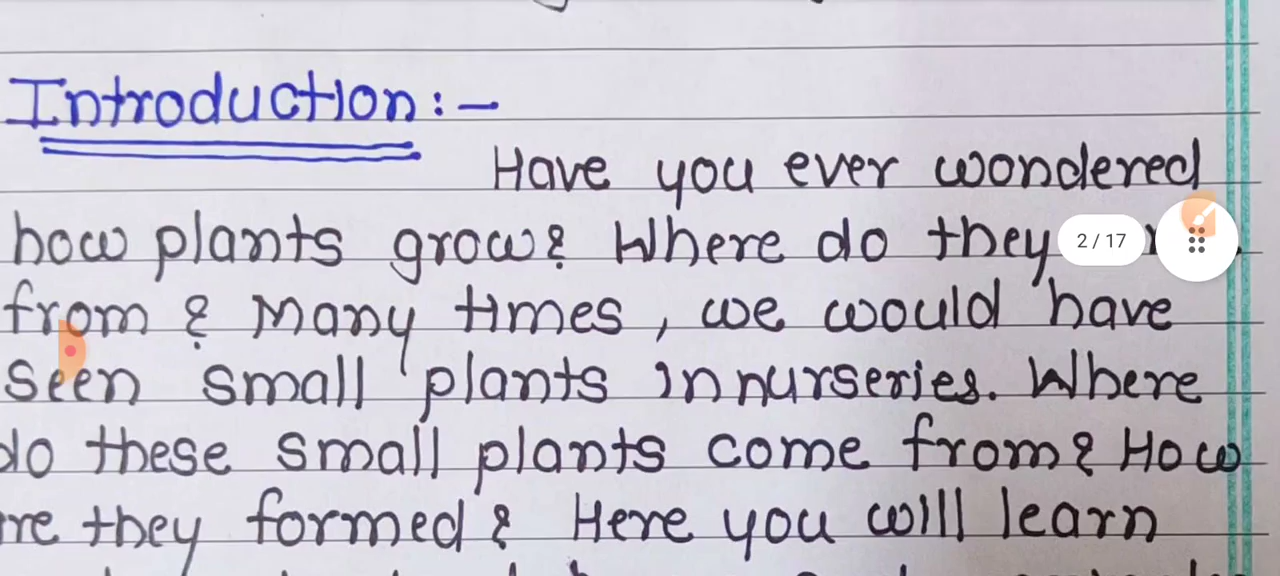 Introduction:-
Have you ever wondered
how plants grow? Where do they
from ? Many times, we would have
seen small plants in nurseries. Where
do these small plants come from? How
re they formed ? Here you will learn
2/17